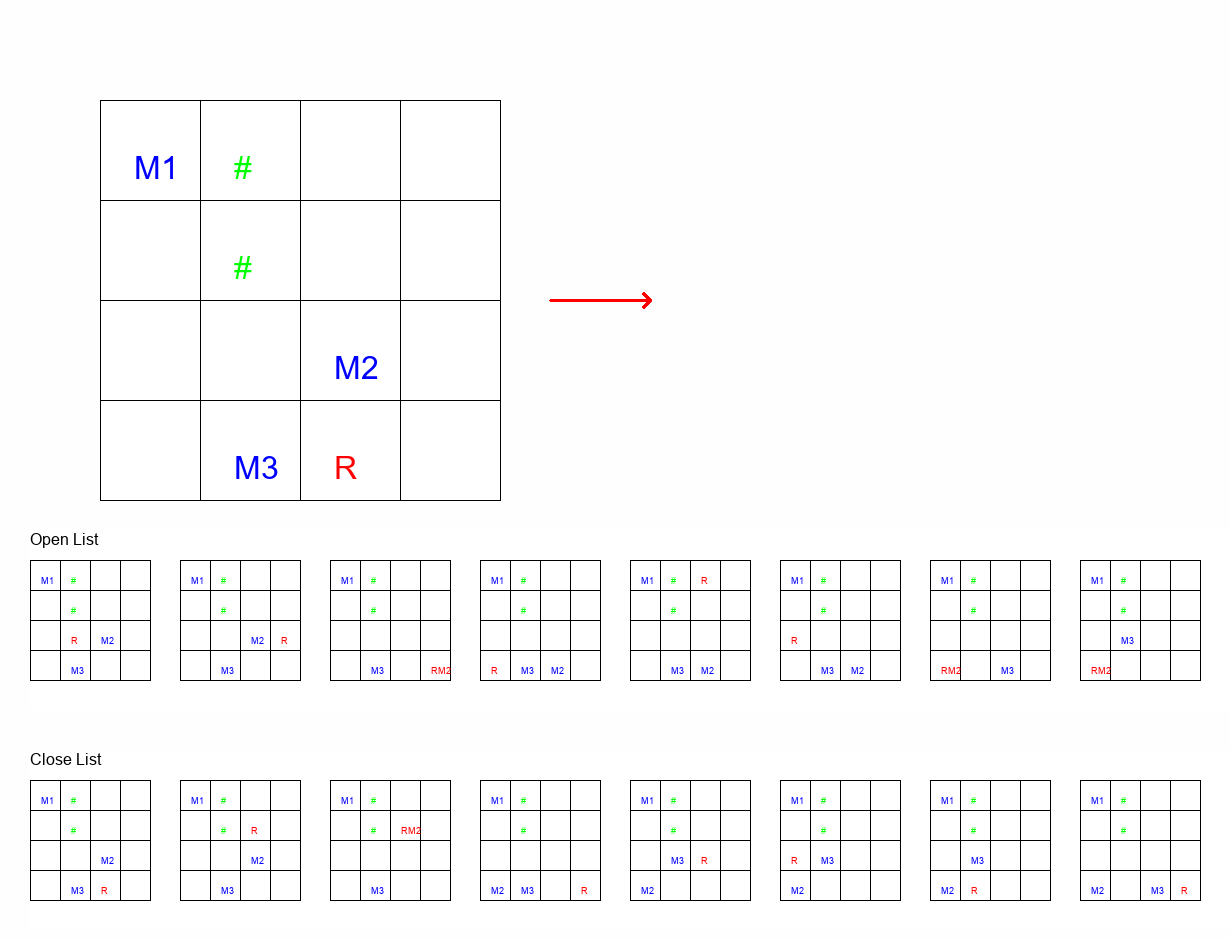 M1 #
#
M2
M3 R
Open List
M1 # M1 # M1 # M1 # M1 # R M1 # M1 # M1 #
# # # # # # # #
R M2 M2 R R M3
M3 M3 M3 RM2 R M3 M2 M3 M2 M3 M2 RM2 M3 RM2
Close List
M1 # M1 # M1 # M1 # M1 # M1 # M1 # M1 #
# # R # RM2 # # # # #
M2 M2 M3 R R M3 M3
M3 R M3 M3 M2 M3 R M2 M2 M2 R M2 M3 R